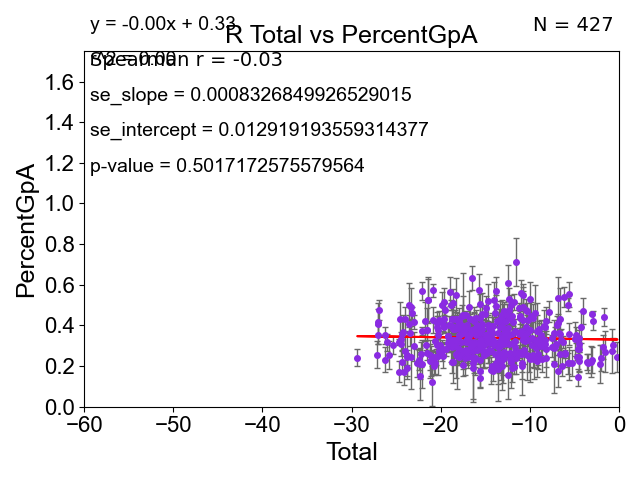 y = -0.00x + 0.33
R Total vs PercentGpA
N = 427
Spearman r = -0.03
se_slope = 0.0008326849926529015
se_intercept = 0.012919193559314377
p-value = 0.5017172575579564
PercentGpA
1.6
1.4
1.2
1.0
0.8
0.6
0.4
0.2
0.0
−60
−50
−40
−30
−20
−10
0
Total